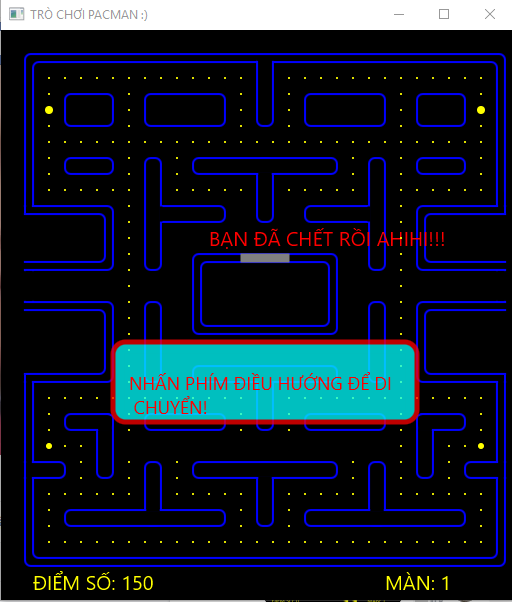 TRÒ CHƠI PACMAN :)
BẠN ĐÃ CHẾT RỒI AHIHI!!!
NHẤN PHÍM ĐIỀU HƯỚNG ĐỂ DI
CHUYỂN!
ĐIỂM SỐ: 150
MÀN: 1